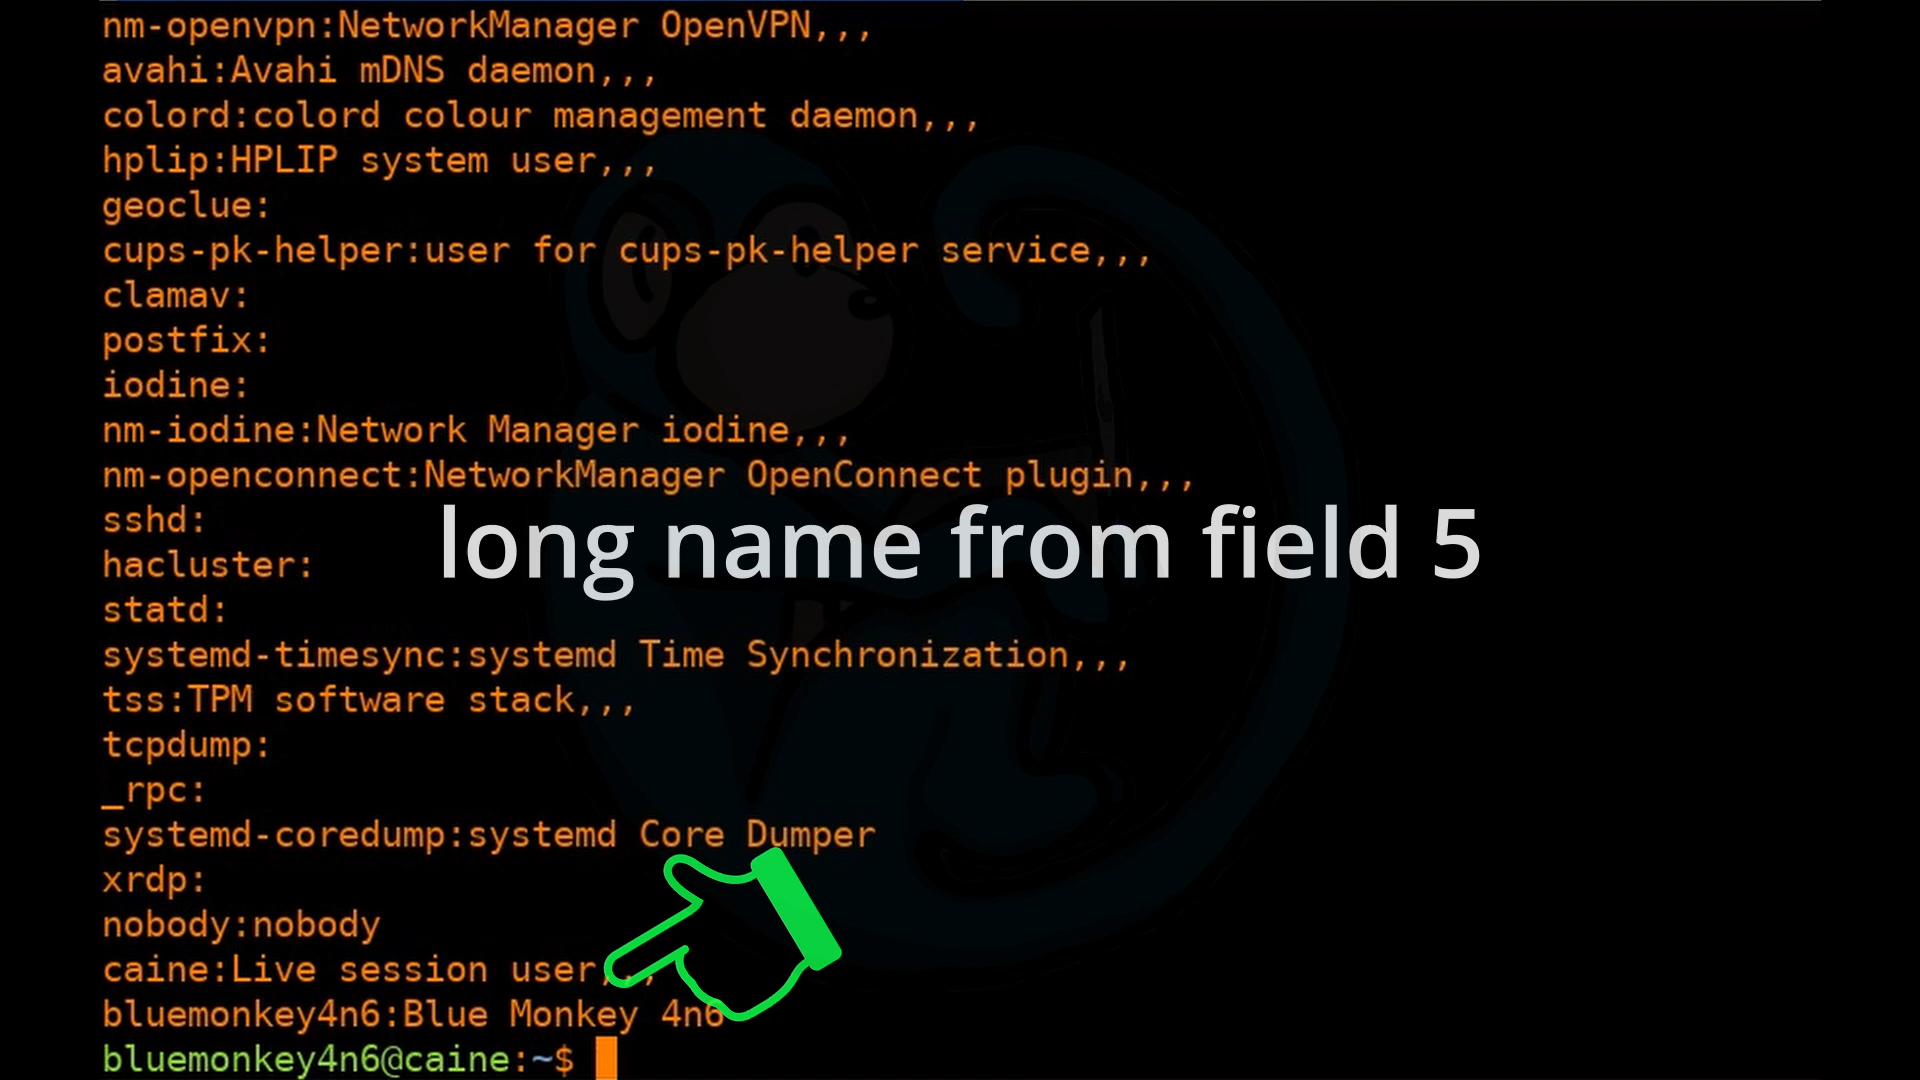 nm-openvpn:NetworkManager OpenVPN,,,
avahi:Avahi mDNS daemon,,,
colord:colord colour management daemon,,,
hplip:HPLIP system user,,,
geoclue:
cups-pk-helper:user for cups-pk-helper service,,,
clamav:
postfix:
iodine:
nm-iodine:Network Manager iodine,,,
nm-openconnect:NetworkManager OpenConnect plugin,,,
sshd:
long name from field 5
hacluster:
statd:
systemd-timesync:systemd Time Synchronization,,,
tss:TPM software stack,,,
tcpdump:
_rpc:
systemd-coredump:systemd Core Dumper
xrdp:
nobody:nobody
caine:Live session user,,,
bluemonkey4n6:Blue Monkey 4n6
bluemonkey4n6@caine:~$